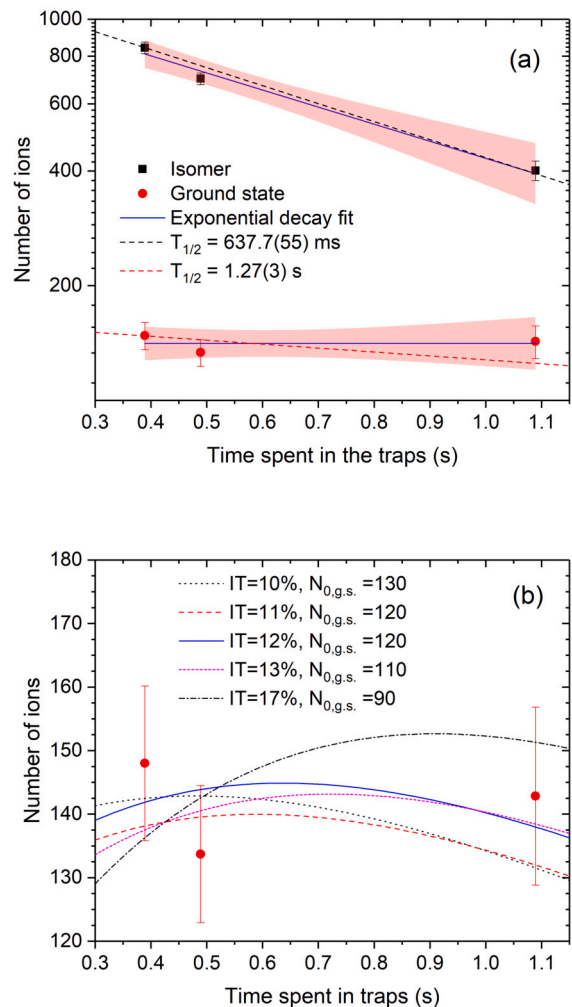 1000
800
600
400
200
Number of ions
(a)
Isomer
Ground state
Exponential decay fit
T1/2 = 637.7(55) ms
T1/2 = 1.27(3) s
0.3 0.4 0.5 0.6 0.7 0.8 0.9 1.0 1.1
Time spent in the traps (s)
180
170
160
150
140
130
120
Number of ions
(b)
IT=10%, N0,g.s. =130
IT=11%, N0,g.s. =120
IT=12%, N0,g.s. =120
IT=13%, N0,g.s. =110
IT=17%, N0,g.s. =90
0.3 0.4 0.5 0.6 0.7 0.8 0.9 1.0 1.1
Time spent in traps (s)